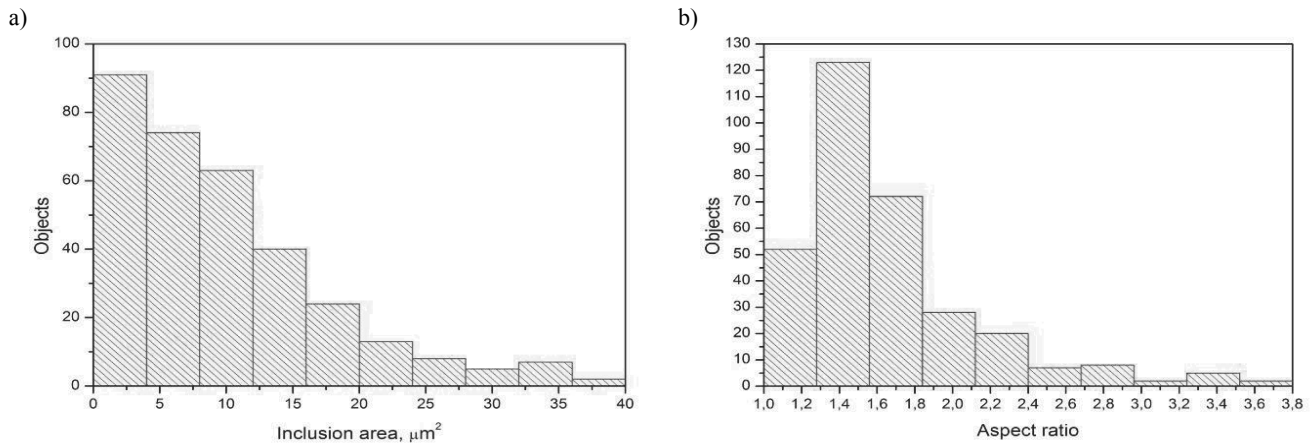 a)
100
80
60
40
20
0
Objects
0 5 10 15 20 25 30 35 40
Inclusion area, μm²
b)
130
120
110
100
90
80
70
60
50
40
30
20
10
0
Objects
1,0 1,2 1,4 1,6 1,8 2,0 2,2 2,4 2,6 2,8 3,0 3,2 3,4 3,6 3,8
Aspect ratio